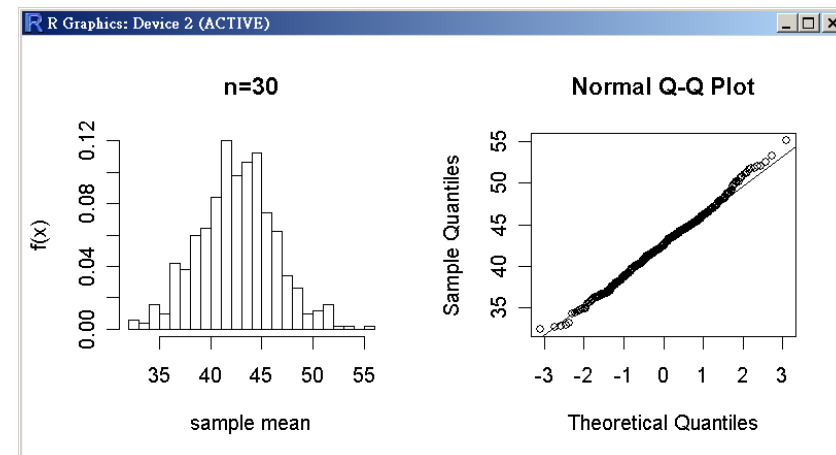 R R Graphics: Device 2 (ACTIVE)
n=30
f(x)
0.00 0.04 0.08 0.12
35 40 45 50 55
sample mean
Normal Q-Q Plot
Sample Quantiles
35 40 45 50 55
-3 -2 -1 0 1 2 3
Theoretical Quantiles